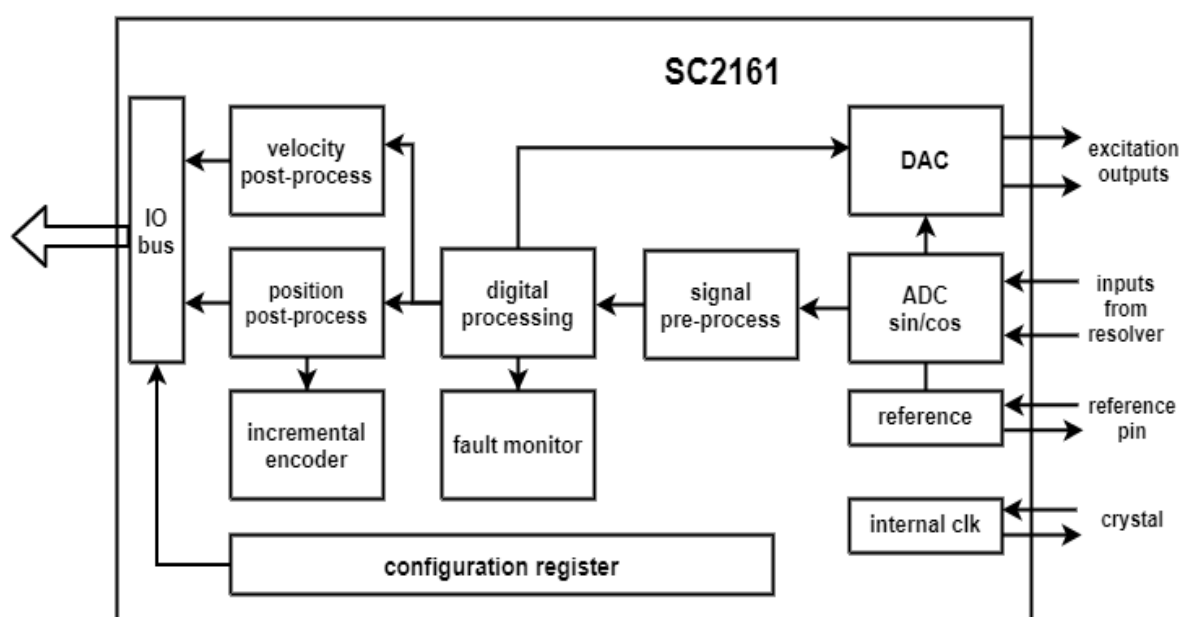 SC2161
IO
bus
velocity
post-process
DAC
excitation
outputs
position
post-process
digital
processing
signal
pre-process
ADC
sin/cos
inputs
from
resolver
incremental
encoder
fault monitor
reference
reference
pin
internal clk
crystal
configuration register